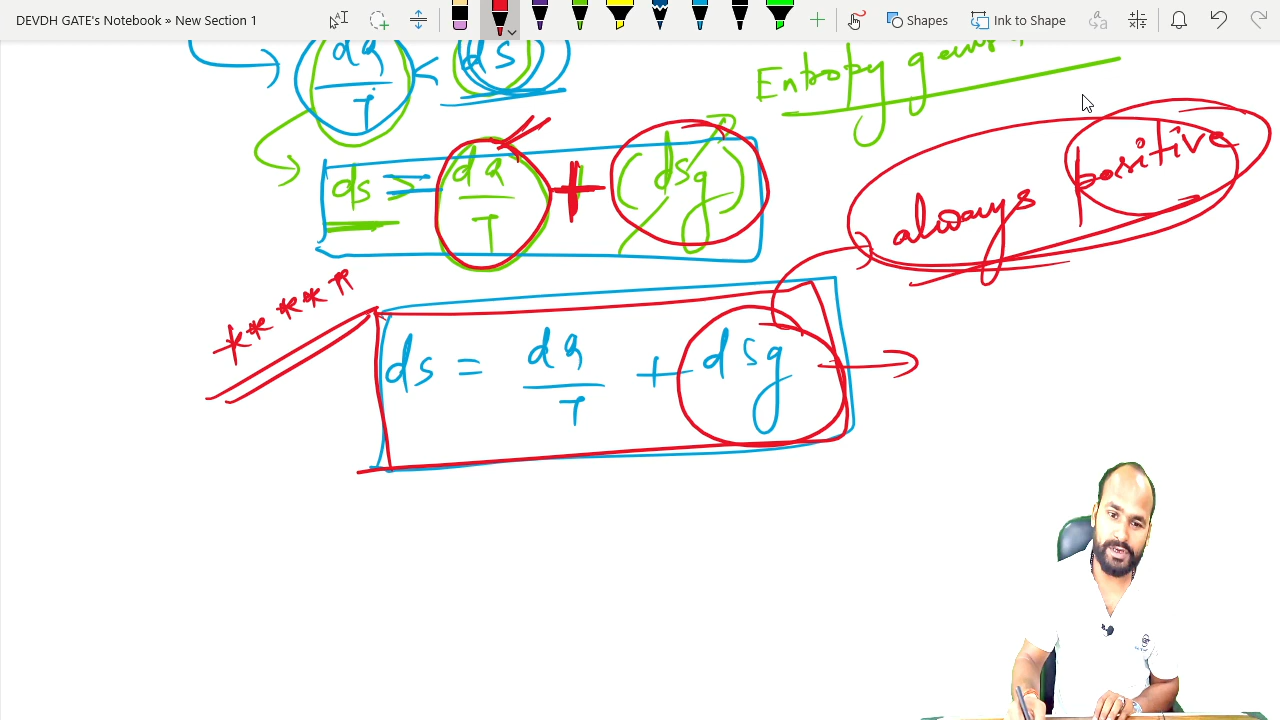 DEVDH GATE's Notebook » New Section 1
Shapes
Ink to Shape
dq/T < ds
Entropy
ds = dq/T + (dsg)
always positive
****
ds = dq/T + dsg